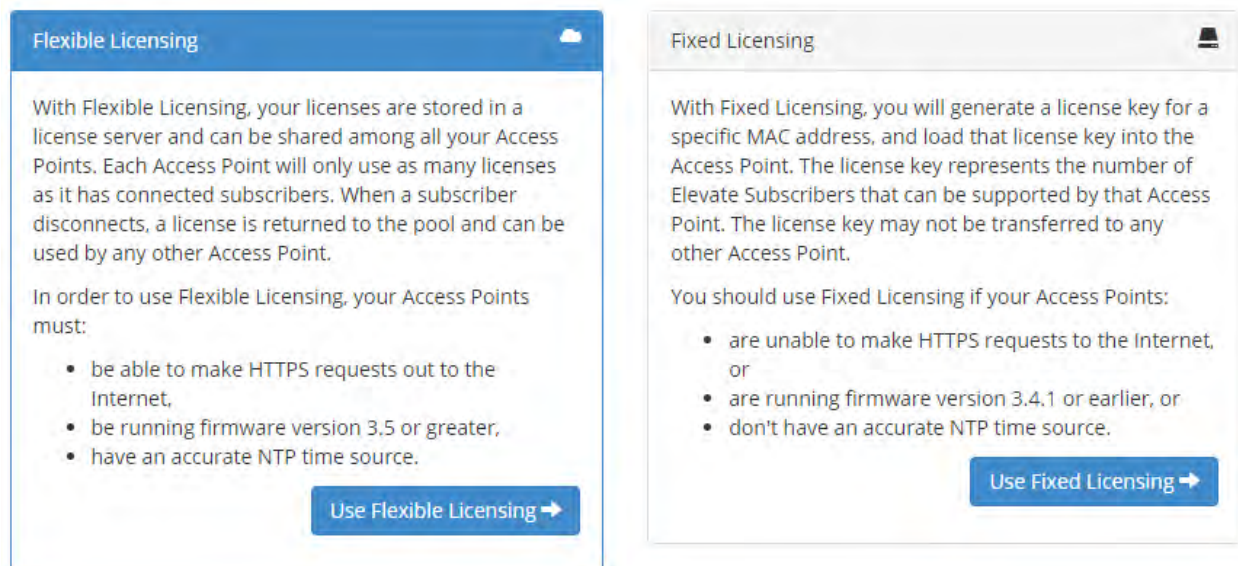 Flexible Licensing
With Flexible Licensing, your licenses are stored in a
license server and can be shared among all your Access
Points. Each Access Point will only use as many licenses
as it has connected subscribers. When a subscriber
disconnects, a license is returned to the pool and can be
used by any other Access Point.
In order to use Flexible Licensing, your Access Points
must:
• be able to make HTTPS requests out to the
Internet,
• be running firmware version 3.5 or greater,
• have an accurate NTP time source.
Use Flexible Licensing
Fixed Licensing
With Fixed Licensing, you will generate a license key for a
specific MAC address, and load that license key into the
Access Point. The license key represents the number of
Elevate Subscribers that can be supported by that Access
Point. The license key may not be transferred to any
other Access Point.
You should use Fixed Licensing if your Access Points:
• are unable to make HTTPS requests to the Internet,
or
• are running firmware version 3.4.1 or earlier, or
• don't have an accurate NTP time source.
Use Fixed Licensing